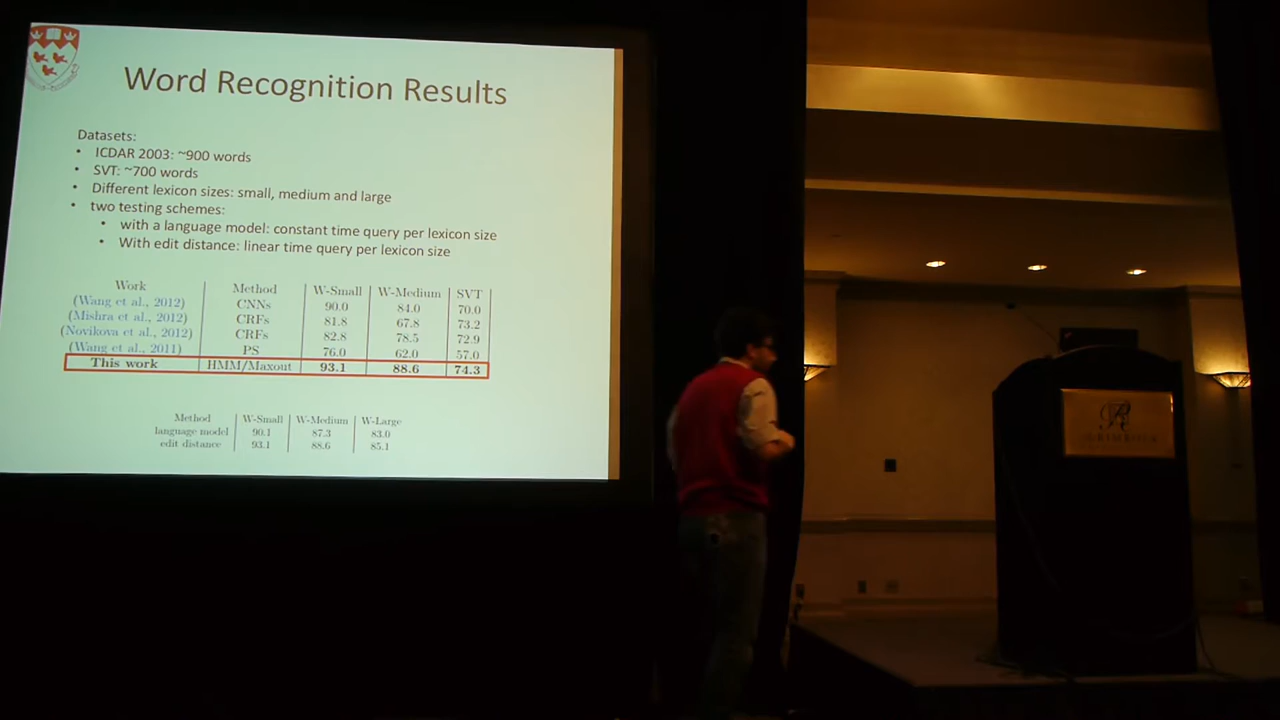 Word Recognition Results
Datasets:
• ICDAR 2003: ~900 words
• SVT: ~700 words
• Different lexicon sizes: small, medium and large
• two testing schemes:
• with a language model: constant time query per lexicon size
• With edit distance: linear time query per lexicon size
Work Method W-Small W-Medium SVT
(Wang et al., 2012) CNNs 90.0 84.0 70.0
(Mishra et al., 2012) CRFs 81.8 67.8 73.2
(Novikova et al., 2012) CRFs 82.8 78.5 72.9
(Wang et al., 2011) PS 76.0 62.0 57.0
This work HMM/Maxout 93.1 88.6 74.3
Method W-Small W-Medium W-Large
language model 90.1 87.3 83.0
edit distance 93.1 88.6 85.1